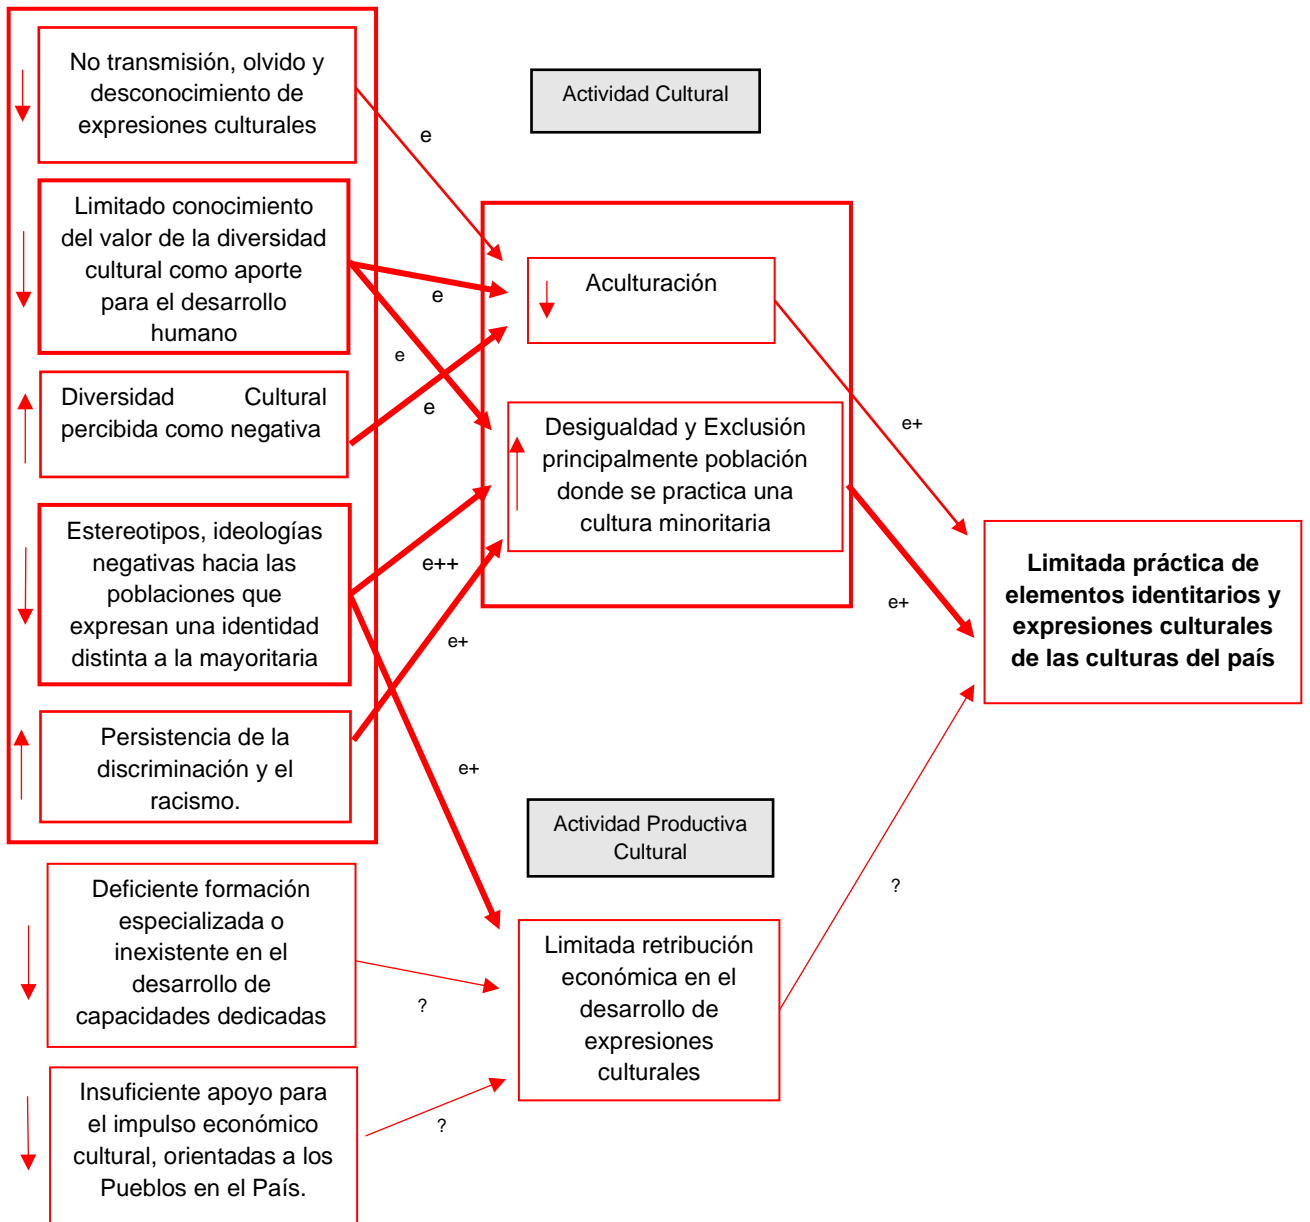 No transmisión, olvido y
desconocimiento de
expresiones culturales
Limitado conocimiento
del valor de la diversidad
cultural como aporte
para el desarrollo
humano
Diversidad Cultural
percibida como negativa
Estereotipos, ideologías
negativas hacia las
poblaciones que
expresan una identidad
distinta a la mayoritaria
Persistencia de la
discriminación y el
racismo.
Deficiente formación
especializada o
inexistente en el
desarrollo de
capacidades dedicadas
Insuficiente apoyo para
el impulso económico
cultural, orientadas a los
Pueblos en el País.
e
e
e
e
e++
e+
e+
?
?
Actividad Cultural
Aculturación
Desigualdad y Exclusión
principalmente población
donde se practica una
cultura minoritaria
Actividad Productiva
Cultural
Limitada retribución
económica en el
desarrollo de
expresiones
culturales
e+
e+
?
Limitada práctica de
elementos identitarios y
expresiones culturales
de las culturas del país